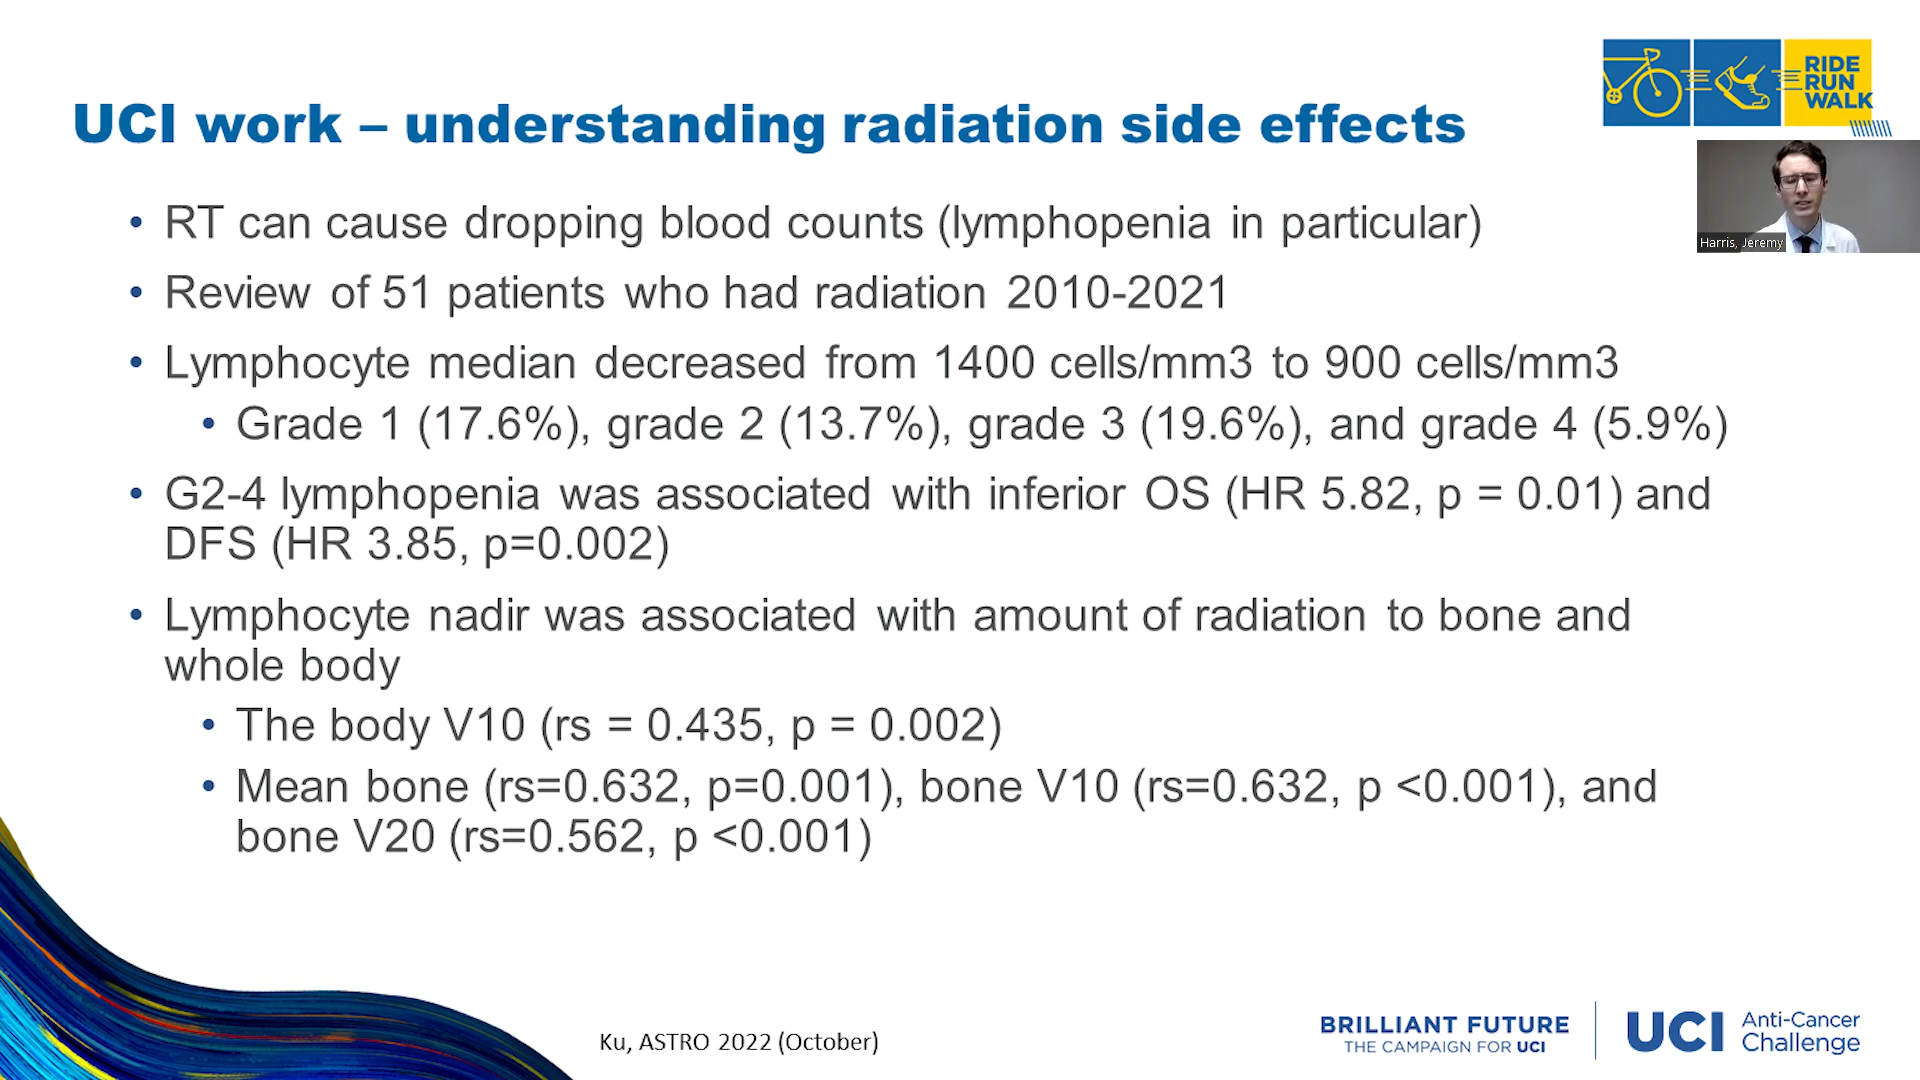 RIDE
RUN
WALK
UCI work – understanding radiation side effects
Harris, Jeremy
• RT can cause dropping blood counts (lymphopenia in particular)
• Review of 51 patients who had radiation 2010-2021
• Lymphocyte median decreased from 1400 cells/mm3 to 900 cells/mm3
• Grade 1 (17.6%), grade 2 (13.7%), grade 3 (19.6%), and grade 4 (5.9%)
• G2-4 lymphopenia was associated with inferior OS (HR 5.82, p = 0.01) and
DFS (HR 3.85, p=0.002)
• Lymphocyte nadir was associated with amount of radiation to bone and
whole body
• The body V10 (rs = 0.435, p = 0.002)
• Mean bone (rs=0.632, p=0.001), bone V10 (rs=0.632, p <0.001), and
bone V20 (rs=0.562, p <0.001)
Ku, ASTRO 2022 (October)
BRILLIANT FUTURE
THE CAMPAIGN FOR UCI
UCI Anti-Cancer
Challenge